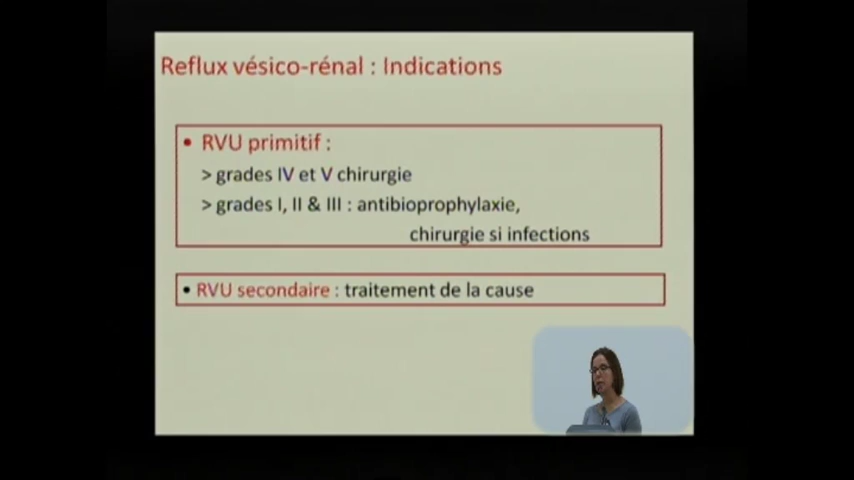 Reflux vésico-rénal : Indications
• RVU primitif :
> grades IV et V chirurgie
> grades I, II & III : antibioprophylaxie,
chirurgie si infections
• RVU secondaire : traitement de la cause